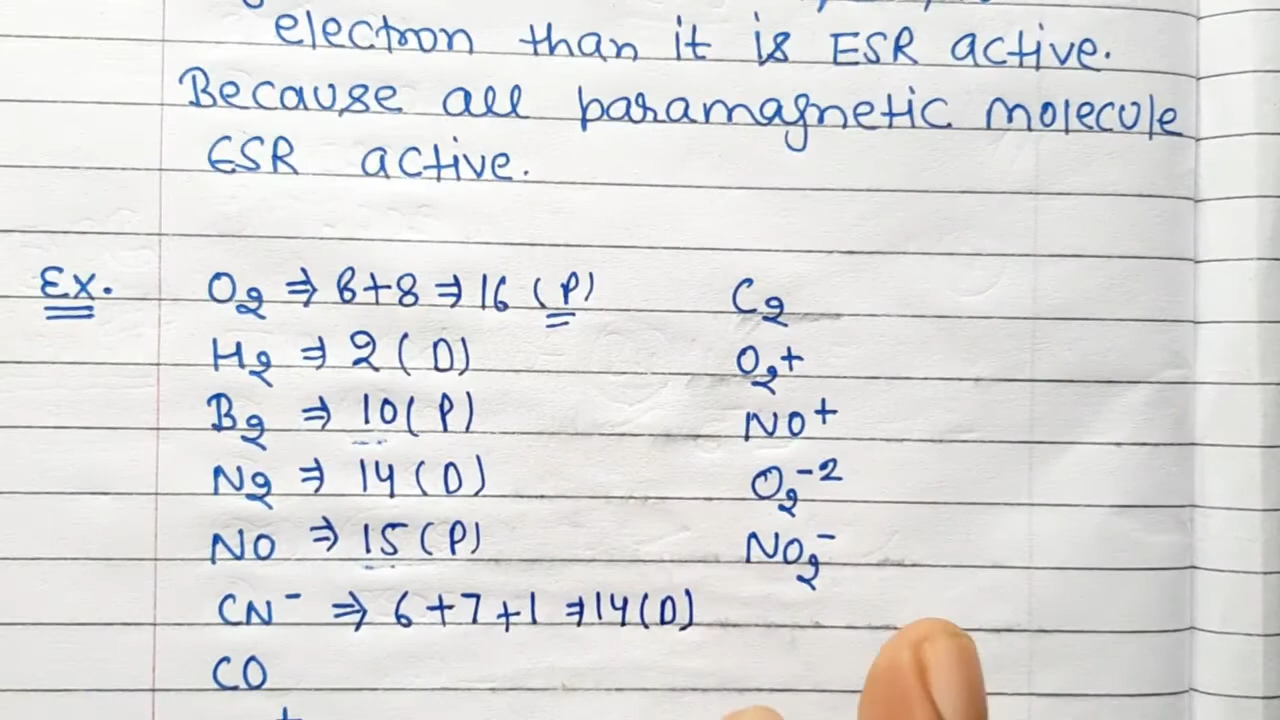 electron than it is ESR active.
Because all paramagnetic molecule
ESR active.
Ex. O2 ⇒ 8+8 ⇒ 16 (P)
H2 ⇒ 2 (D)
B2 ⇒ 10 (P)
N2 ⇒ 14 (D)
NO ⇒ 15 (P)
CN⁻ ⇒ 6+7+1 ⇒ 14 (D)
CO
C2
O2+
NO+
O2⁻²
NO2⁻